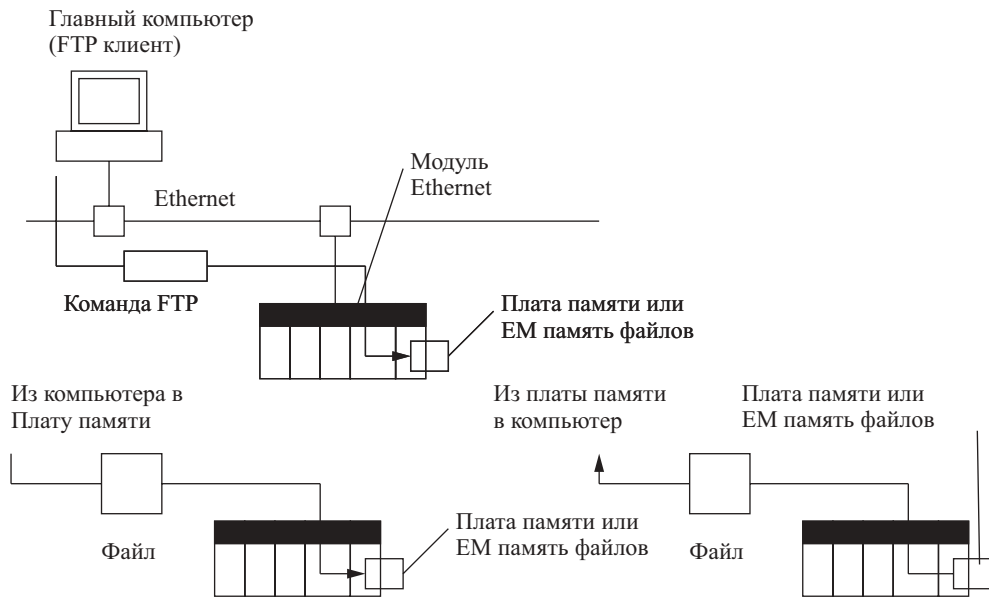 Главный компьютер
(FTP клиент)
Модуль
Ethernet
Ethernet
Команда FTP
Плата памяти или
EM память файлов
Из компьютера в
Плату памяти
Из платы памяти
в компьютер
Плата памяти или
EM память файлов
Файл
Плата памяти или
EM память файлов
Файл